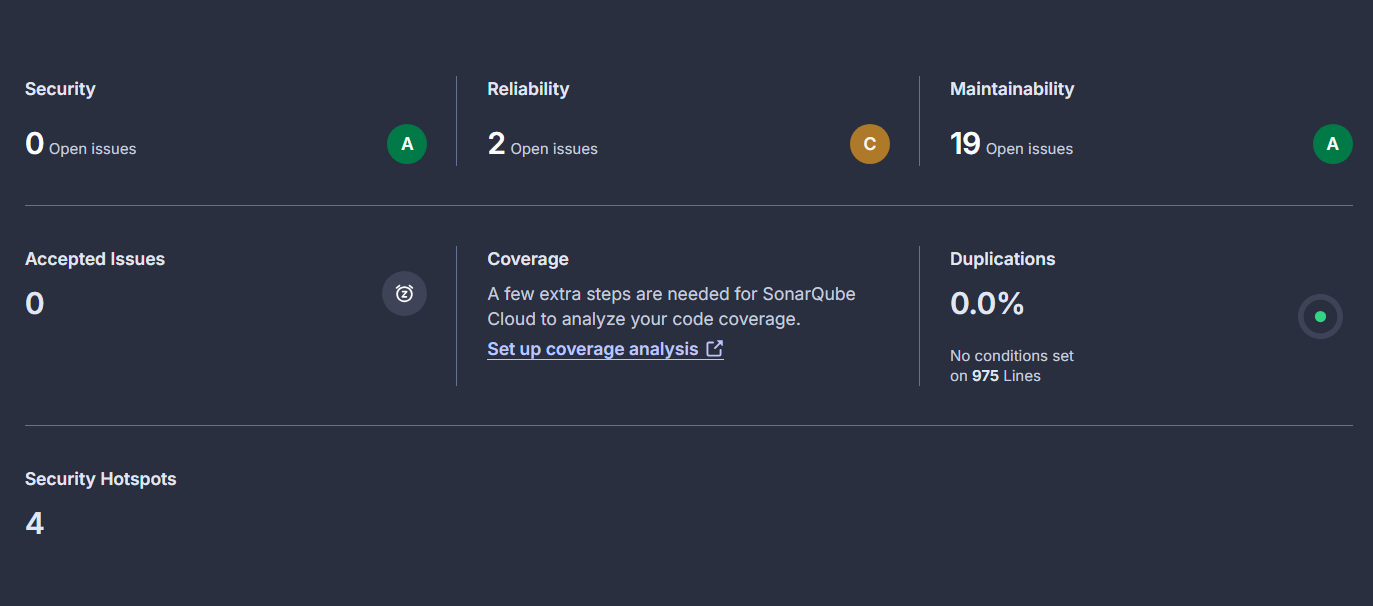 Security
0 Open issues
A
Reliability
2 Open issues
C
Maintainability
19 Open issues
A
Accepted Issues
0
Coverage
A few extra steps are needed for SonarQube
Cloud to analyze your code coverage.
Set up coverage analysis
Duplications
0.0%
No conditions set
on 975 Lines
Security Hotspots
4